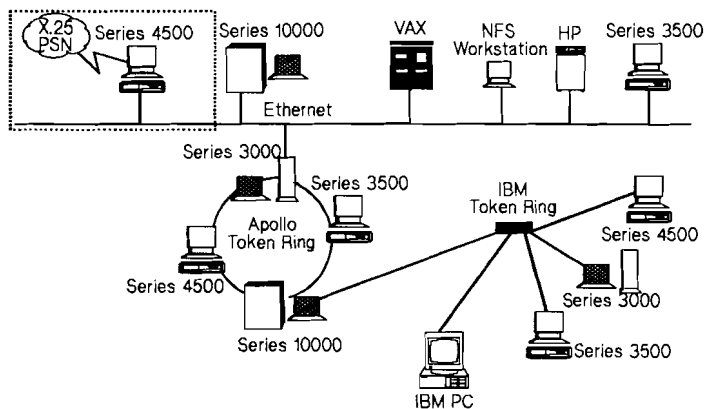 X.25
PSN
Series 4500
Series 10000
VAX
NFS
Workstation
HP
Series 3500
Ethernet
Series 3000
Series 3500
Apollo
Token Ring
IBM
Token Ring
Series 4500
Series 4500
Series 3000
Series 10000
Series 3500
IBM PC